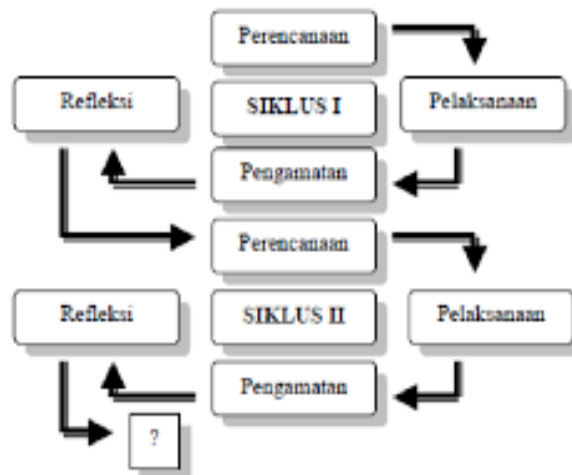 Perencanaan
Refleksi
SIKLUS I
Pelaksanaan
Pengamatan
Perencanaan
Refleksi
SIKLUS II
Pelaksanaan
Pengamatan
?